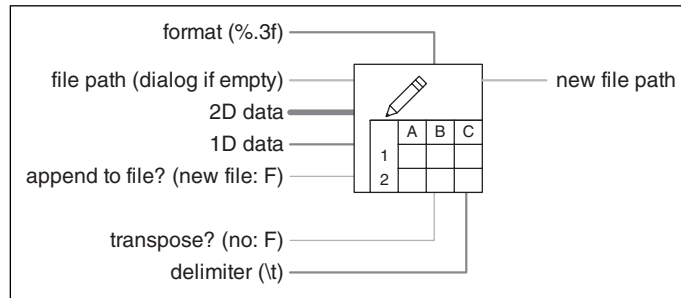 format (%.3f)
file path (dialog if empty)
new file path
2D data
1D data
A B C
1
append to file? (new file: F)
2
transpose? (no: F)
delimiter (\t)